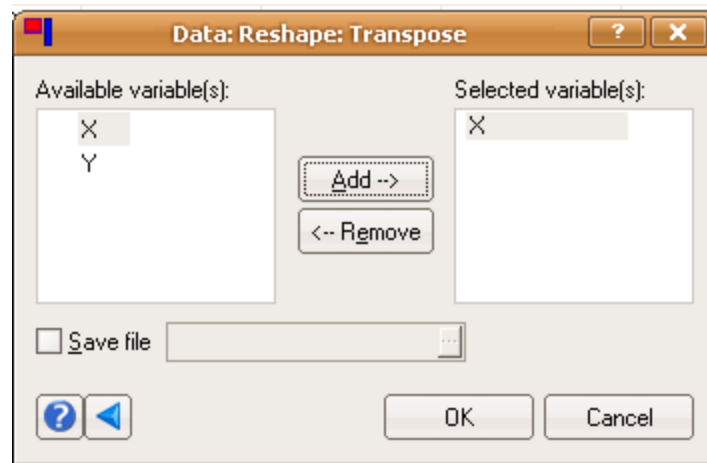 Data: Reshape: Transpose
Available variable(s):
Selected variable(s):
X
Y
X
Add -->
<-- Remove
Save file
...
OK
Cancel